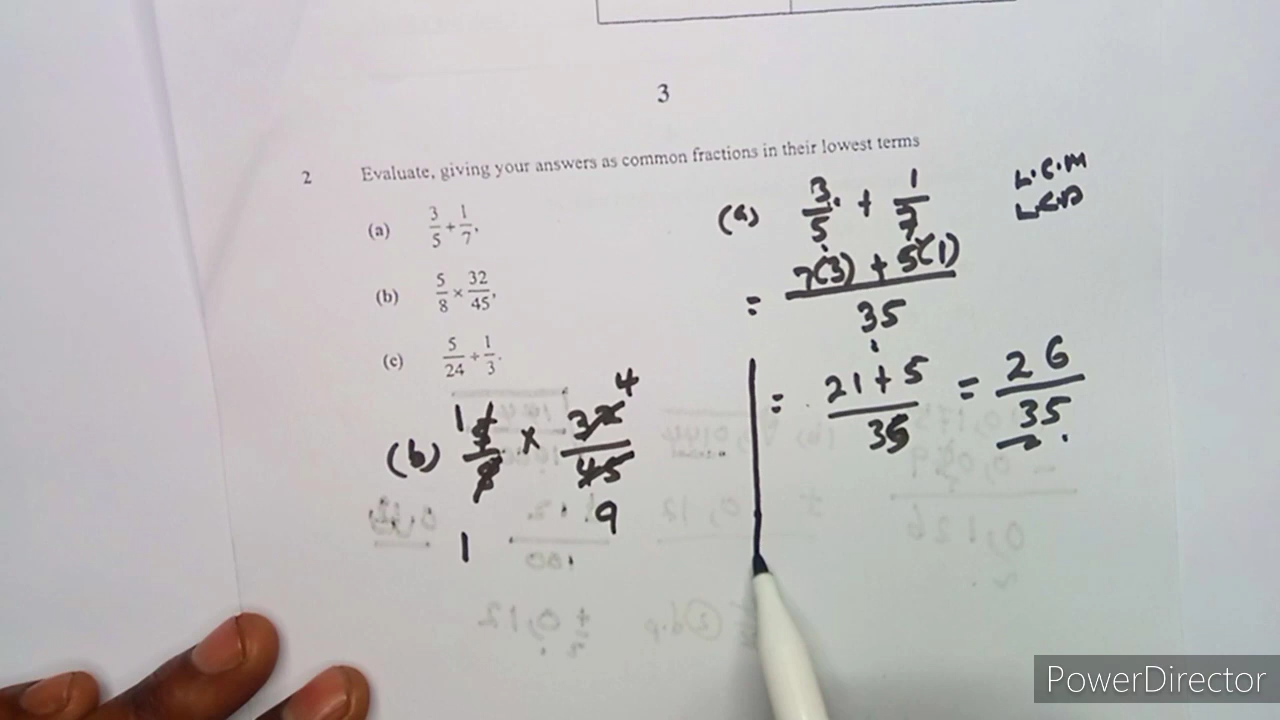 3
2 Evaluate, giving your answers as common fractions in their lowest terms
(a) 3/5 + 1/7,
(b) 5/8 × 32/45,
(c) 5/24 ÷ 1/3.
(a) 3/5 + 1/7
L.C.M
L.C.D
= 7(3) + 5(1) / 35
= 21 + 5 / 35 = 26/35
(b) 5/8 × 32/45
1 4
1 9
PowerDirector